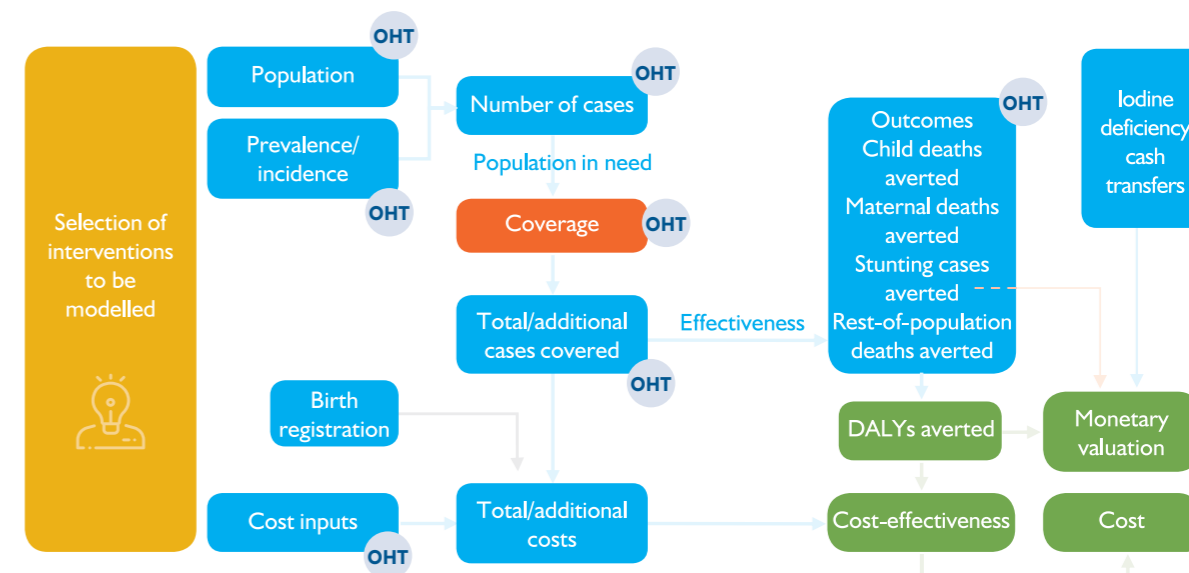 Selection of
interventions
to be
modelled
OHT
Population
Prevalence/
incidence
OHT
OHT
Number of cases
Population in need
Coverage
OHT
Total/additional
cases covered
OHT
Effectiveness
Birth
registration
Cost inputs
OHT
Total/additional
costs
OHT
Outcomes
Child deaths
averted
Maternal deaths
averted
Stunting cases
averted
Rest-of-population
deaths averted
DALYs averted
Cost-effectiveness
Iodine
deficiency
cash
transfers
Monetary
valuation
Cost